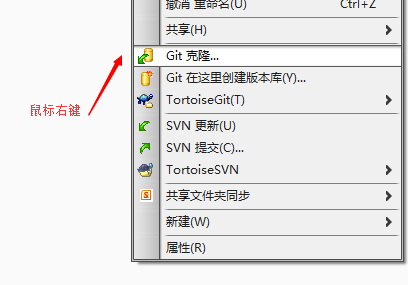 撤消 重命名(U) Ctrl+Z
共享(H)
Git 克隆...
Git 在这里创建版本库(Y)...
TortoiseGit(T)
鼠标右键
SVN 更新(U)
SVN 提交(C)...
TortoiseSVN
共享文件夹同步
新建(W)
属性(R)